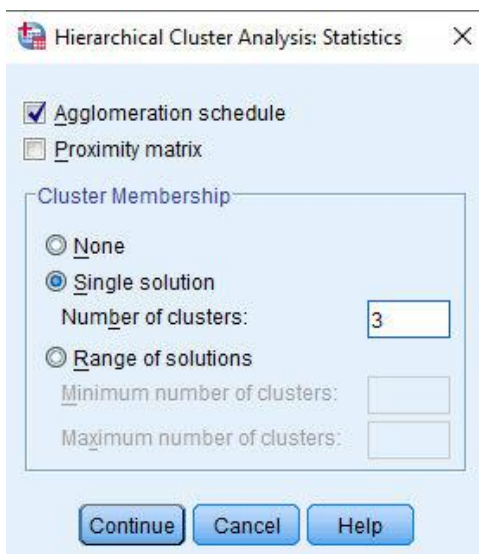 Hierarchical Cluster Analysis: Statistics
Agglomeration schedule
Proximity matrix
Cluster Membership
None
Single solution
Number of clusters: 3
Range of solutions
Minimum number of clusters:
Maximum number of clusters:
Continue Cancel Help